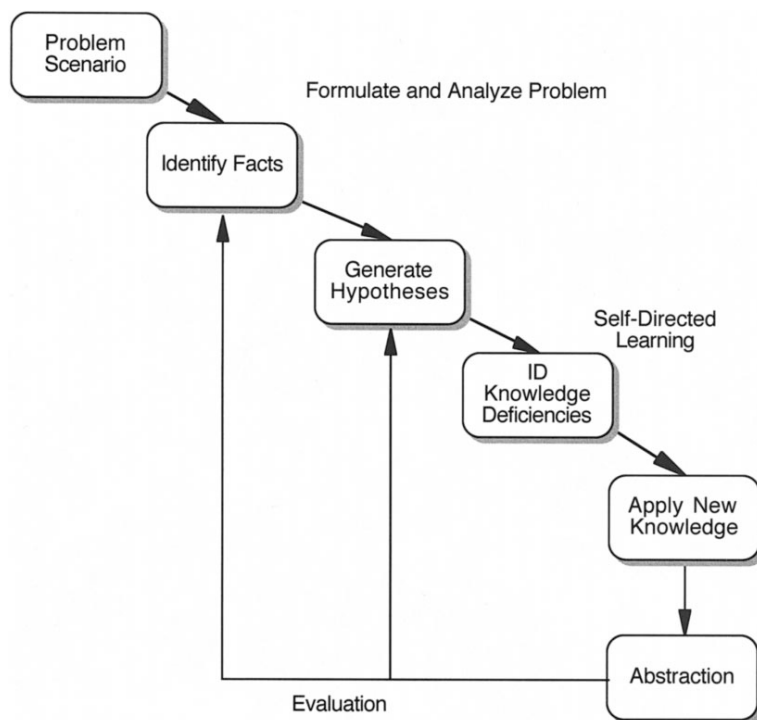 Problem
Scenario
Formulate and Analyze Problem
Identify Facts
Generate
Hypotheses
Self-Directed
Learning
ID
Knowledge
Deficiencies
Apply New
Knowledge
Abstraction
Evaluation